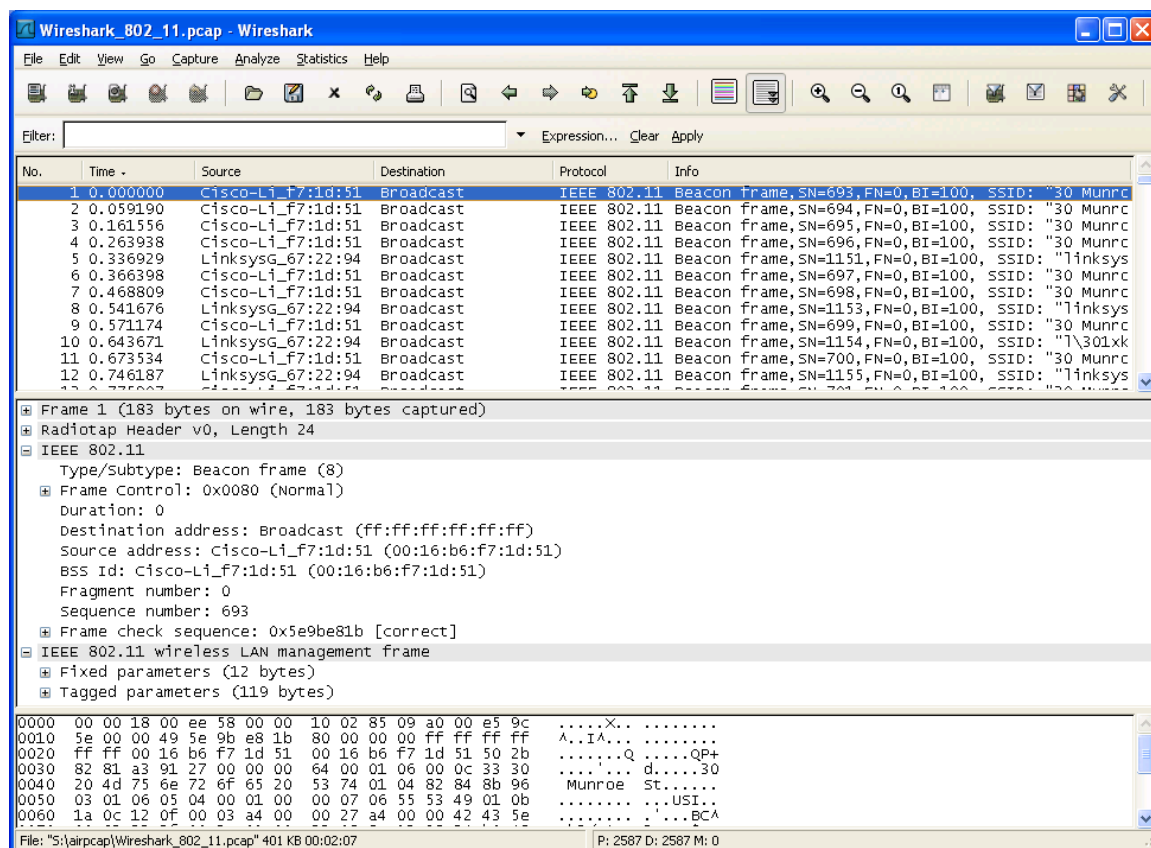 Wireshark_802_11.pcap - Wireshark
File Edit View Go Capture Analyze Statistics Help
Filter: Expression... Clear Apply
No. Time Source Destination Protocol Info
1 0.000000 Cisco-Li_f7:1d:51 Broadcast IEEE 802.11 Beacon frame,SN=693,FN=0,BI=100, SSID: "30 Munrc
2 0.059190 Cisco-Li_f7:1d:51 Broadcast IEEE 802.11 Beacon frame,SN=694,FN=0,BI=100, SSID: "30 Munrc
3 0.161556 Cisco-Li_f7:1d:51 Broadcast IEEE 802.11 Beacon frame,SN=695,FN=0,BI=100, SSID: "30 Munrc
4 0.263938 Cisco-Li_f7:1d:51 Broadcast IEEE 802.11 Beacon frame,SN=696,FN=0,BI=100, SSID: "30 Munrc
5 0.336929 LinksysG_67:22:94 Broadcast IEEE 802.11 Beacon frame,SN=1151,FN=0,BI=100, SSID: "linksys
6 0.366398 Cisco-Li_f7:1d:51 Broadcast IEEE 802.11 Beacon frame,SN=697,FN=0,BI=100, SSID: "30 Munrc
7 0.468809 Cisco-Li_f7:1d:51 Broadcast IEEE 802.11 Beacon frame,SN=698,FN=0,BI=100, SSID: "30 Munrc
8 0.541676 LinksysG_67:22:94 Broadcast IEEE 802.11 Beacon frame,SN=1153,FN=0,BI=100, SSID: "linksys
9 0.571174 Cisco-Li_f7:1d:51 Broadcast IEEE 802.11 Beacon frame,SN=699,FN=0,BI=100, SSID: "30 Munrc
10 0.643671 LinksysG_67:22:94 Broadcast IEEE 802.11 Beacon frame,SN=1154,FN=0,BI=100, SSID: "l\301xk
11 0.673534 Cisco-Li_f7:1d:51 Broadcast IEEE 802.11 Beacon frame,SN=700,FN=0,BI=100, SSID: "30 Munrc
12 0.746187 LinksysG_67:22:94 Broadcast IEEE 802.11 Beacon frame,SN=1155,FN=0,BI=100, SSID: "linksys
Frame 1 (183 bytes on wire, 183 bytes captured)
Radiotap Header v0, Length 24
IEEE 802.11
Type/Subtype: Beacon frame (8)
Frame Control: 0x0080 (Normal)
Duration: 0
Destination address: Broadcast (ff:ff:ff:ff:ff:ff)
Source address: Cisco-Li_f7:1d:51 (00:16:b6:f7:1d:51)
BSS Id: Cisco-Li_f7:1d:51 (00:16:b6:f7:1d:51)
Fragment number: 0
Sequence number: 693
Frame check sequence: 0x5e9be81b [correct]
IEEE 802.11 wireless LAN management frame
Fixed parameters (12 bytes)
Tagged parameters (119 bytes)
0000 00 00 18 00 ee 58 00 00 10 02 85 09 a0 00 e5 9c .....X.. ........
0010 5e 00 00 49 5e 9b e8 1b 80 00 00 00 ff ff ff ff ^..I^... ........
0020 ff ff 00 16 b6 f7 1d 51 00 16 b6 f7 1d 51 50 2b .......Q .....QP+
0030 82 81 a3 91 27 00 00 00 64 00 01 06 00 0c 33 30 ....'... d.....30
0040 20 4d 75 6e 72 6f 65 20 53 74 01 04 82 84 8b 96 Munroe St......
0050 03 01 06 05 04 00 01 00 00 07 06 55 53 49 01 0b ........ ...USI..
0060 1a 0c 12 0f 00 03 a4 00 00 27 a4 00 00 42 43 5e ........ .'...BC^
File: "S:\airpcap\Wireshark_802_11.pcap" 401 KB 00:02:07 P: 2587 D: 2587 M: 0